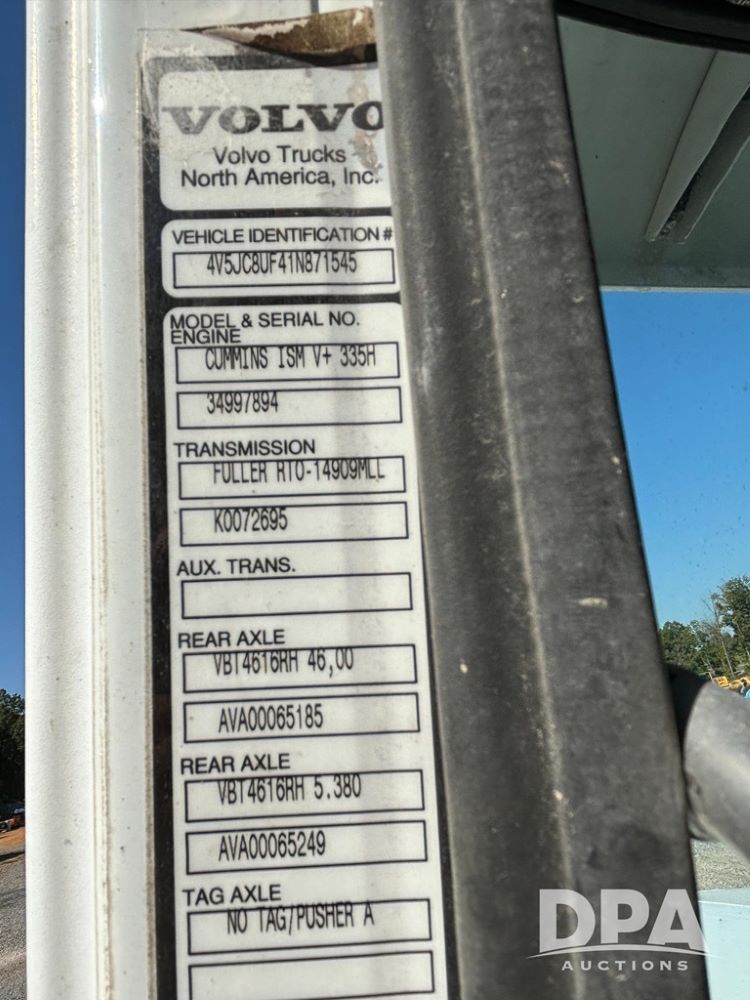 VOLVO
Volvo Trucks
North America, Inc.
VEHICLE IDENTIFICATION #
4V5JC8UF41N871545
MODEL & SERIAL NO.
ENGINE
CUMMINS ISM V+ 335H
34997894
TRANSMISSION
FULLER RTO-14909MLL
K0072695
AUX. TRANS.
REAR AXLE
VBT4616RH 46,00
AVA00065185
REAR AXLE
VBT4616RH 5.380
AVA00065249
TAG AXLE
NO TAG/PUSHER A
DPA
AUCTIONS